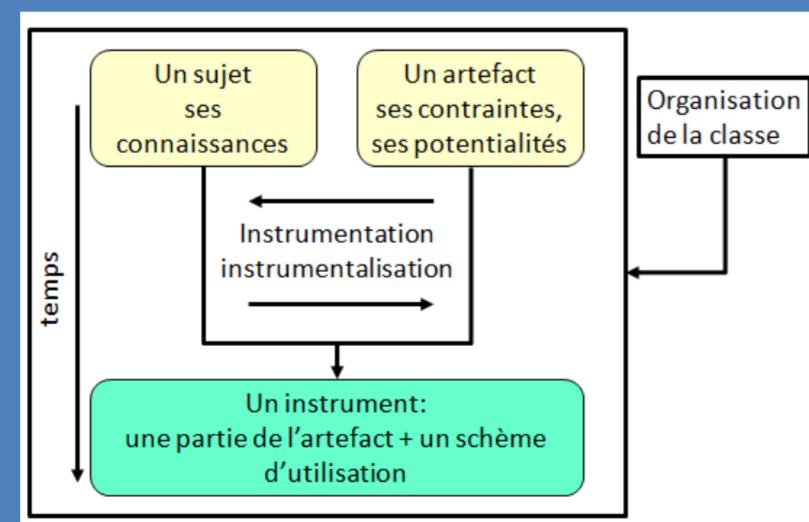 Un sujet
ses
connaissances
Un artefact
ses contraintes,
ses potentialités
Organisation
de la classe
Instrumentation
instrumentalisation
temps
Un instrument:
une partie de l'artefact + un schème
d'utilisation